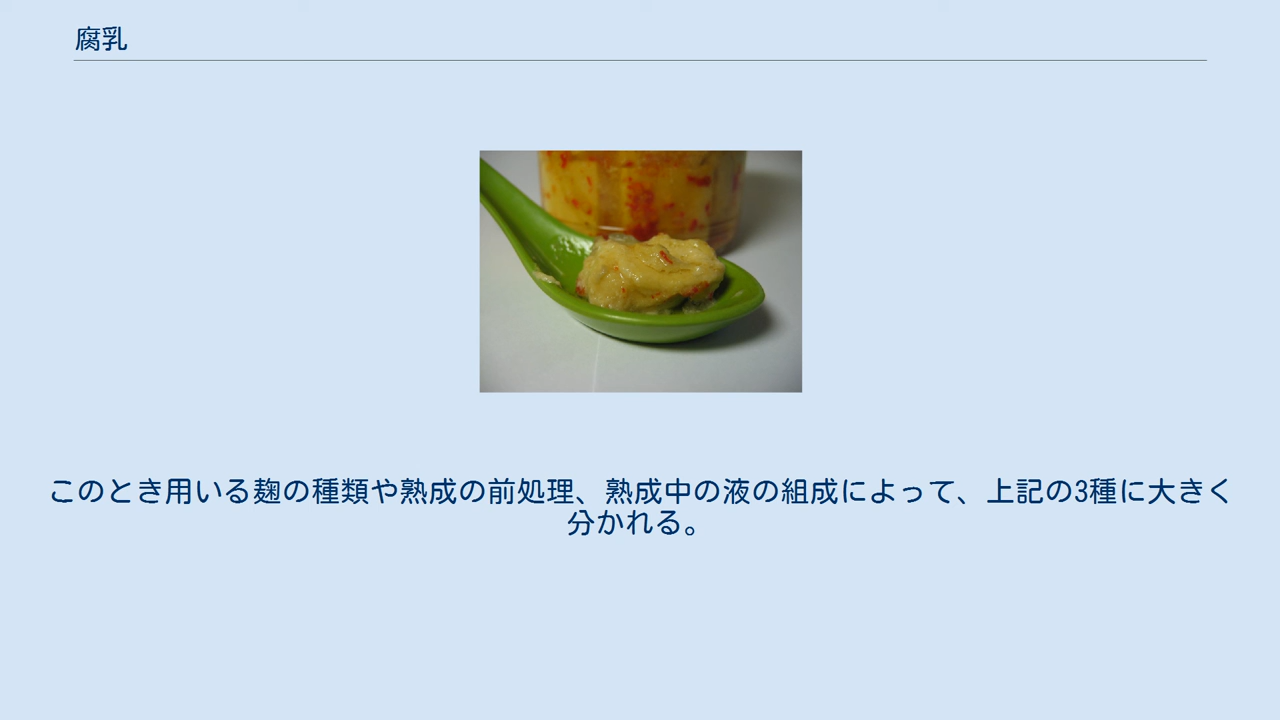 腐乳
このとき用いる麹の種類や熟成の前処理、熟成中の液の組成によって、上記の3種に大きく
分かれる。